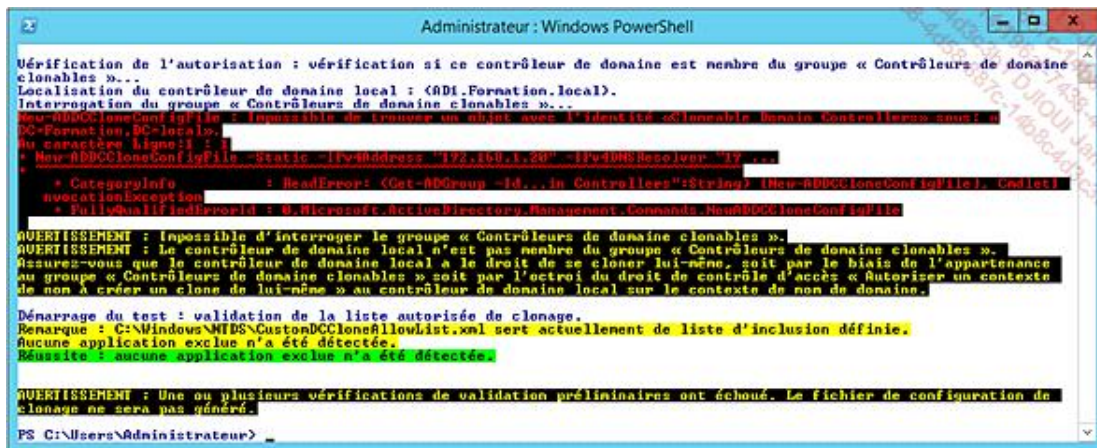 Administrateur : Windows PowerShell
Vérification de l'autorisation : vérification si ce contrôleur de domaine est membre du groupe « Contrôleurs de domaine
clonables »...
Localisation du contrôleur de domaine local : (AD1.Formation.local).
Interrogation du groupe « Contrôleurs de domaine clonables »...
New-ADDCCloneConfigFile : Impossible de trouver un objet avec l'identité «Cloneable Domain Controllers» sous: «
DC=Formation,DC=local».
Au caractère Ligne:1 : 1
+ New-ADDCCloneConfigFile -Static -IPv4Address "192.168.1.20" -IPv4DNSResolver "19 ...
+ CategoryInfo : ReadError: (Get-ADGroup -Id...in Controllers":String) [New-ADDCCloneConfigFile], CmdletI
nvocationException
+ FullyQualifiedErrorId : 0,Microsoft.ActiveDirectory.Management.Commands.NewADDCCloneConfigFile
AVERTISSEMENT : Impossible d'interroger le groupe « Contrôleurs de domaine clonables ».
AVERTISSEMENT : Le contrôleur de domaine local n'est pas membre du groupe « Contrôleurs de domaine clonables ».
Assurez-vous que le contrôleur de domaine local a le droit de se cloner lui-même, soit par le biais de l'appartenance
au groupe « Contrôleurs de domaine clonables » soit par l'octroi du droit de contrôle d'accès « Autoriser un contexte
de nom à créer un clone de lui-même » au contrôleur de domaine local sur le contexte de nom de domaine.
Démarrage du test : validation de la liste autorisée de clonage.
Remarque : C:\Windows\NTDS\CustomDCCloneAllowList.xml sert actuellement de liste d'inclusion définie.
Aucune application exclue n'a été détectée.
Réussite : aucune application exclue n'a été détectée.
AVERTISSEMENT : Une ou plusieurs vérifications de validation préliminaires ont échoué. Le fichier de configuration de
clonage ne sera pas généré.
PS C:\Users\Administrateur> _